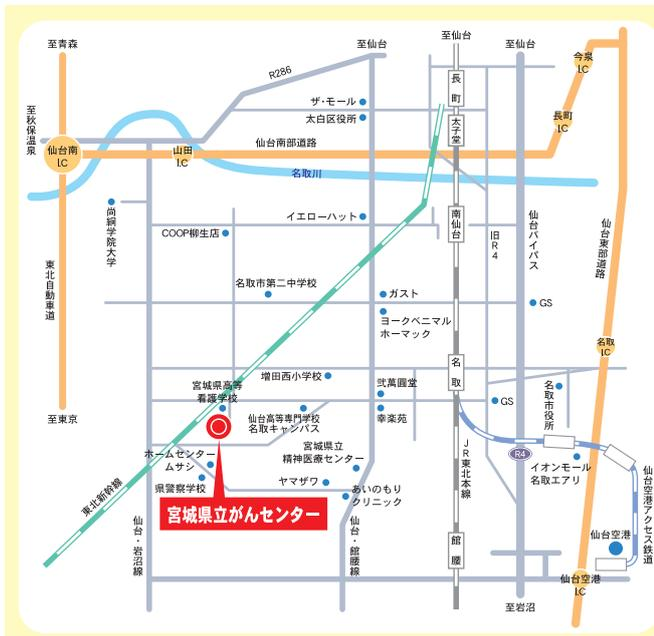 至青森
至仙台
至仙台
至仙台
今泉
I.C
R286
長町
ザ・モール
太白区役所
至秋保温泉
長町
I.C
太子堂
仙台南
I.C
山田
I.C
仙台南部道路
名取川
尚絅学院大学
イエローハット
COOP柳生店
南仙台
旧R4
仙台バイパス
仙台東部道路
東北自動車道
名取市第二中学校
ガスト
GS
ヨークベニマル
ホーマック
名取
I.C
名取
増田西小学校
宮城県高等
看護学校
弐萬圓堂
幸楽苑
GS
名取市役所
至東京
仙台高等専門学校
名取キャンパス
宮城県立
精神医療センター
ホームセンター
ムサシ
県警察学校
ヤマザワ
あいのもり
クリニック
JR東北本線
R4
イオンモール
名取エアリ
仙台空港アクセス鉄道
東北新幹線
宮城県立がんセンター
仙台・岩沼線
仙台・館腰線
館腰
仙台空港
仙台空港
I.C
至岩沼